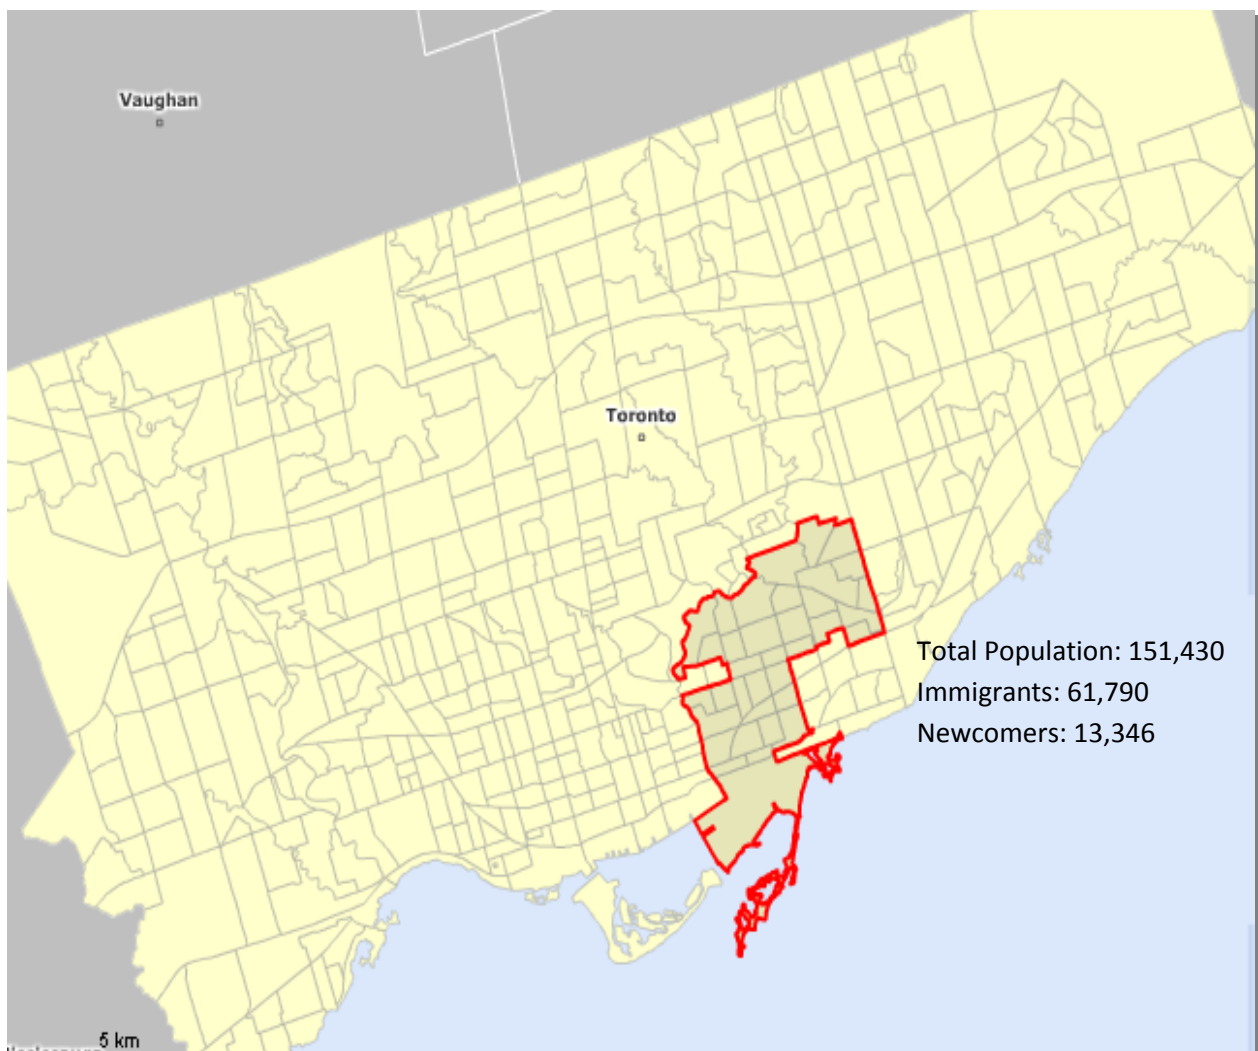 Vaughan
Toronto
Total Population: 151,430
Immigrants: 61,790
Newcomers: 13,346
5 km